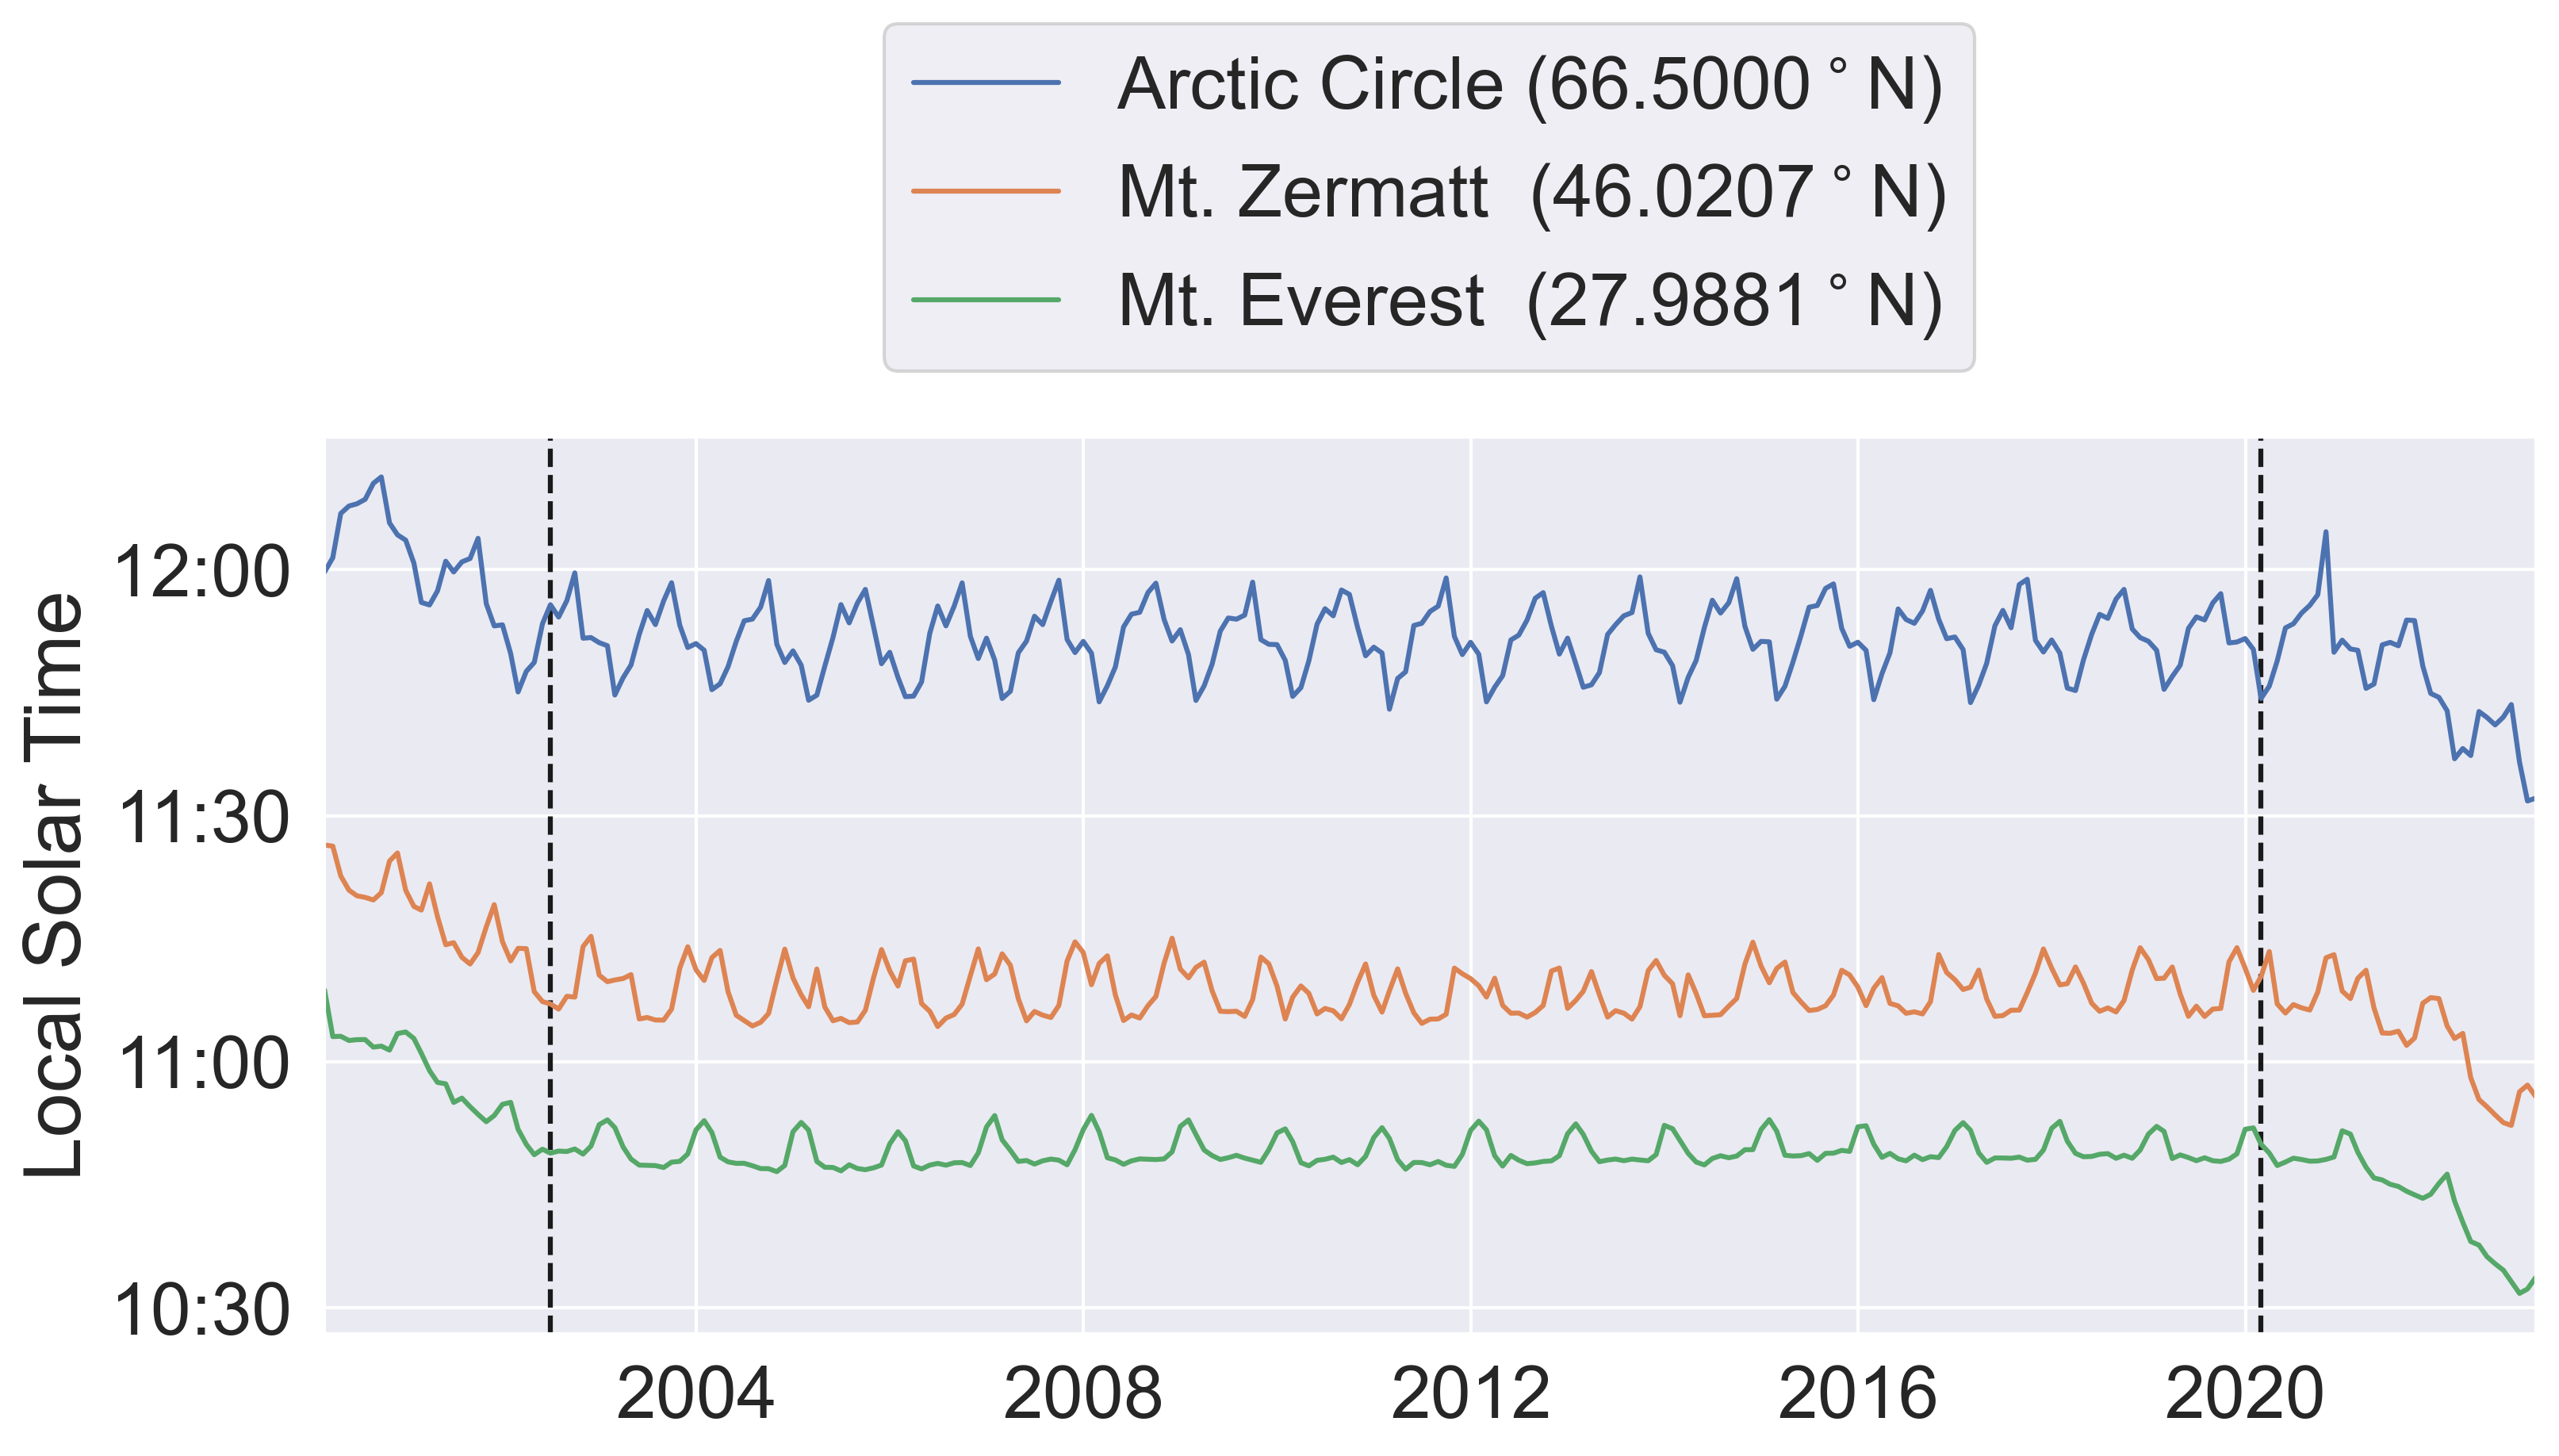 Arctic Circle (66.5000°N)
Mt. Zermatt (46.0207°N)
Mt. Everest (27.9881°N)
Local Solar Time
12:00
11:30
11:00
10:30
2004 2008 2012 2016 2020